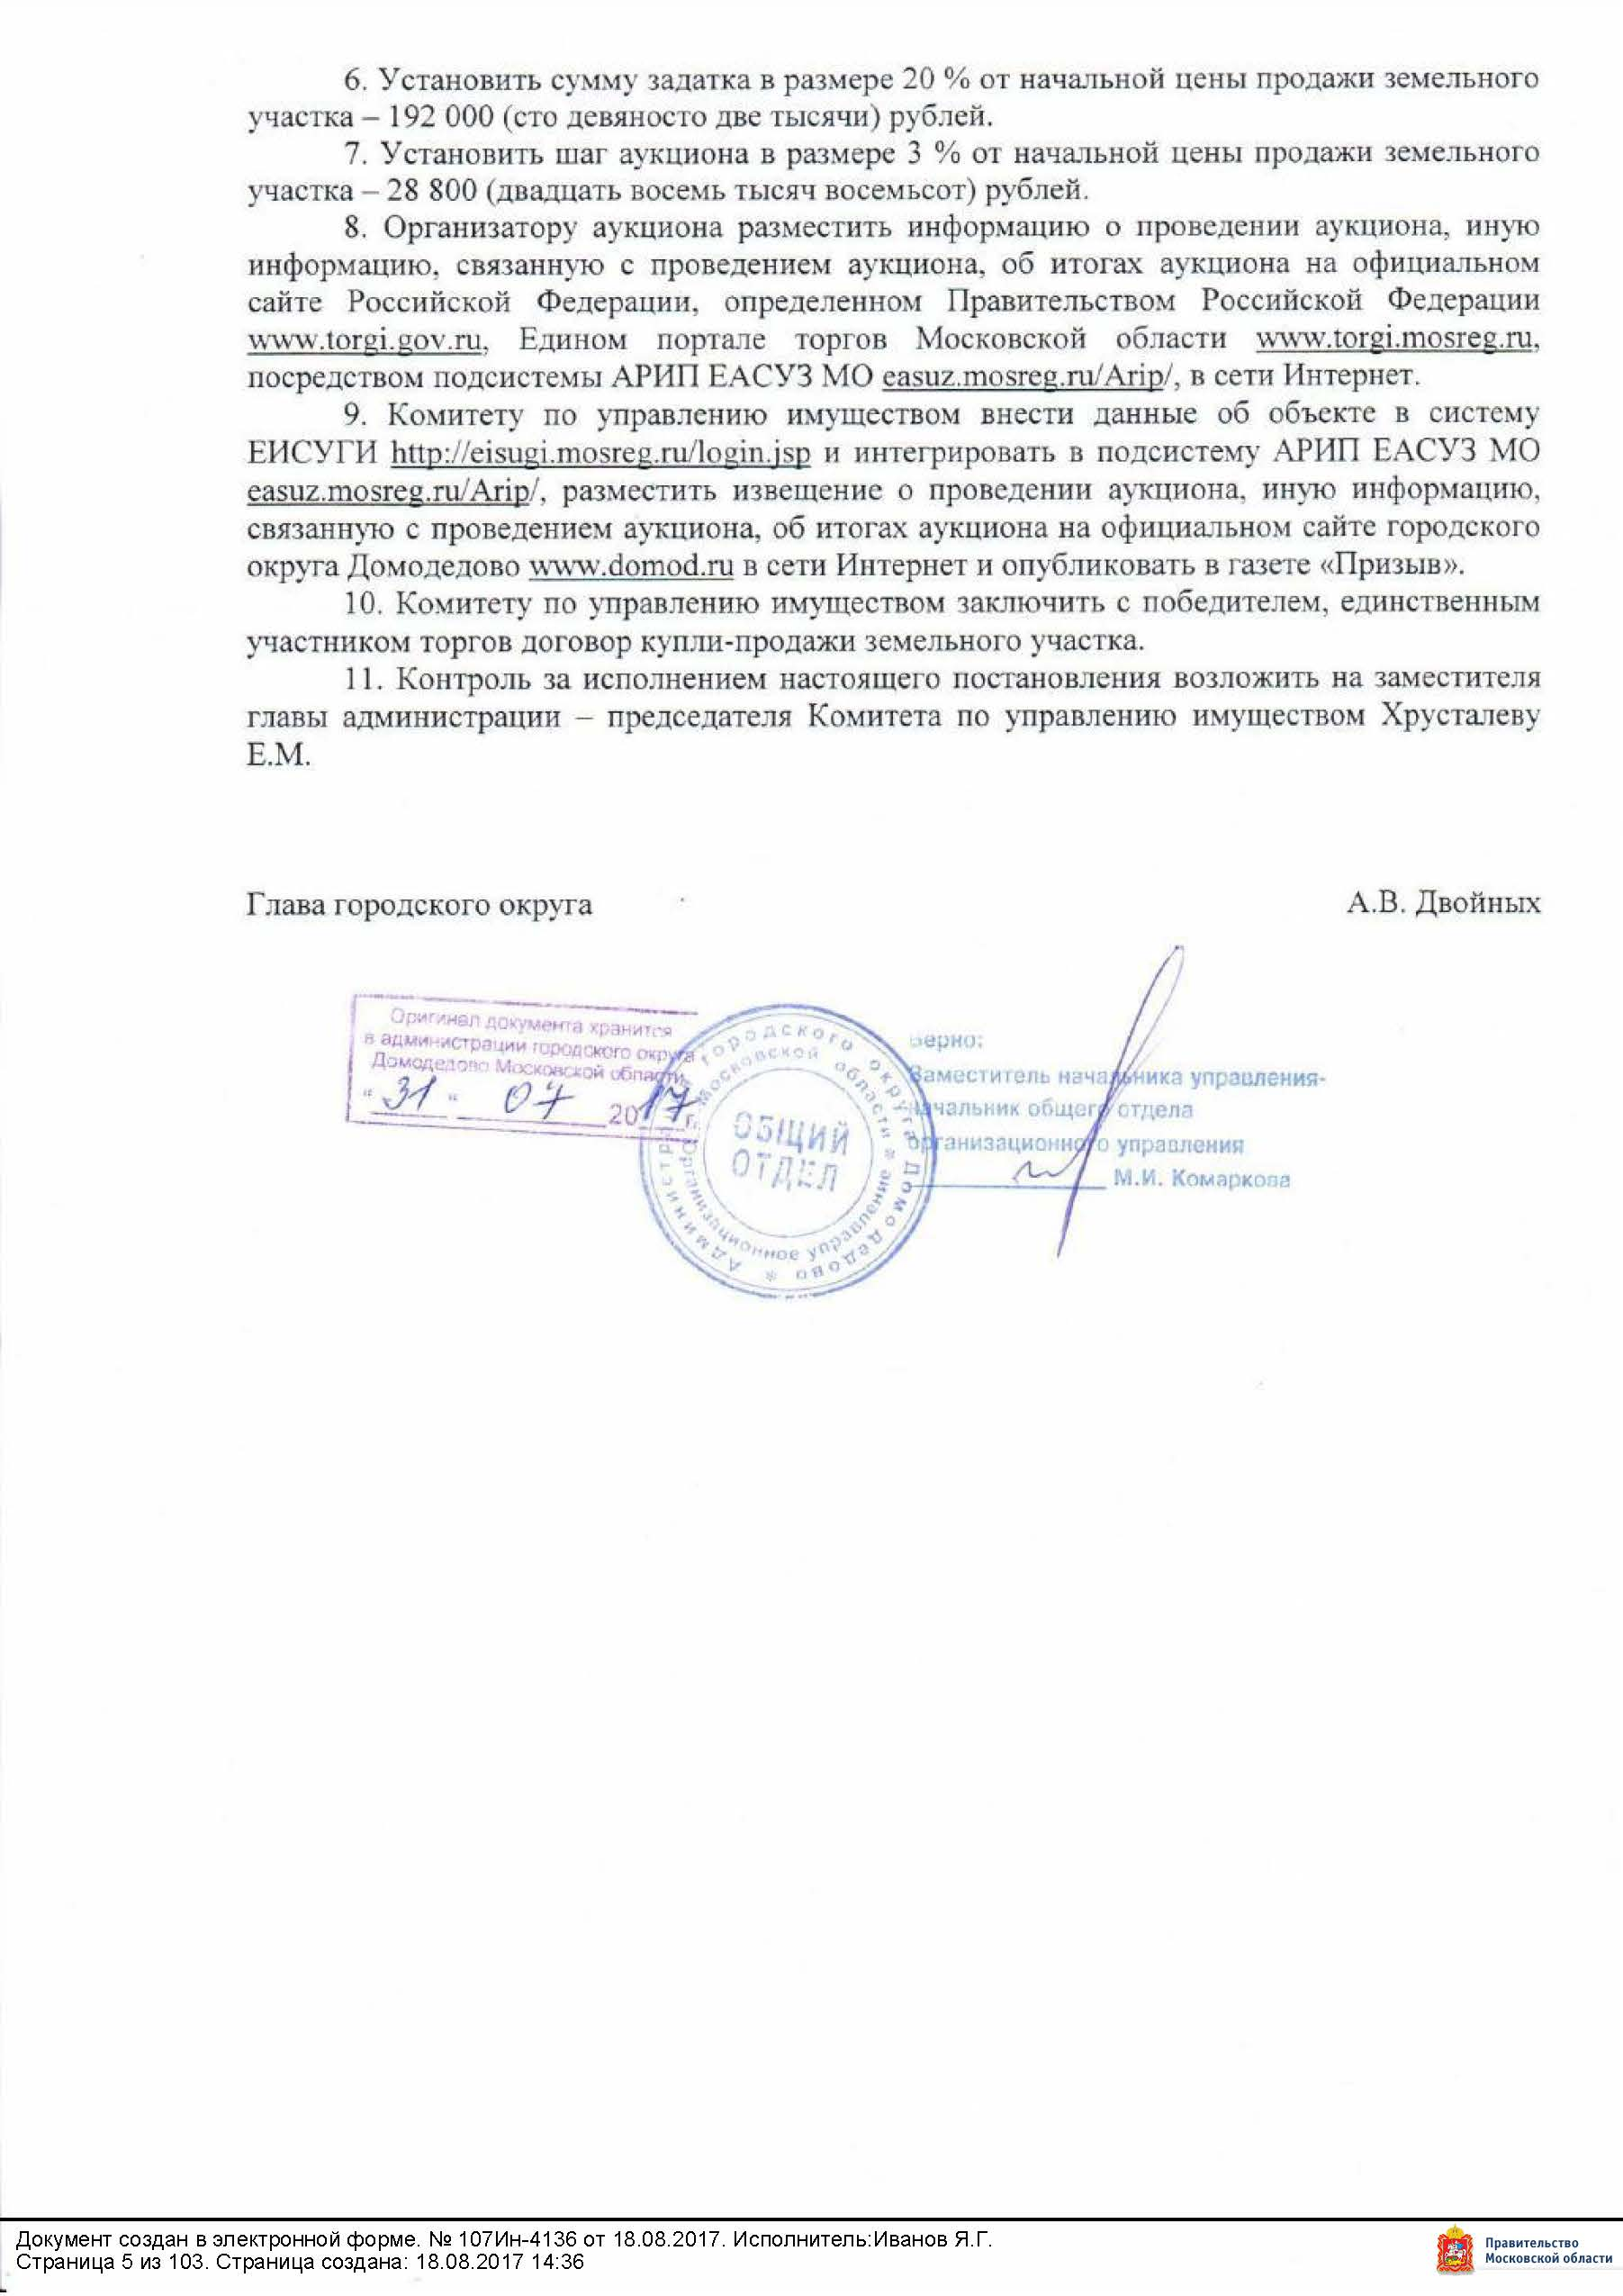 6. Установить сумму задатка в размере 20 % от начальной цены продажи земельного
участка – 192 000 (сто девяносто две тысячи) рублей.
7. Установить шаг аукциона в размере 3 % от начальной цены продажи земельного
участка – 28 800 (двадцать восемь тысяч восемьсот) рублей.
8. Организатору аукциона разместить информацию о проведении аукциона, иную
информацию, связанную с проведением аукциона, об итогах аукциона на официальном
сайте Российской Федерации, определенном Правительством Российской Федерации
www.torgi.gov.ru, Едином портале торгов Московской области www.torgi.mosreg.ru,
посредством подсистемы АРИП ЕАСУЗ МО easuz.mosreg.ru/Arip/, в сети Интернет.
9. Комитету по управлению имуществом внести данные об объекте в систему
ЕИСУГИ http://eisugi.mosreg.ru/login.jsp и интегрировать в подсистему АРИП ЕАСУЗ МО
easuz.mosreg.ru/Arip/, разместить извещение о проведении аукциона, иную информацию,
связанную с проведением аукциона, об итогах аукциона на официальном сайте городского
округа Домодедово www.domod.ru в сети Интернет и опубликовать в газете «Призыв».
10. Комитету по управлению имуществом заключить с победителем, единственным
участником торгов договор купли-продажи земельного участка.
11. Контроль за исполнением настоящего постановления возложить на заместителя
главы администрации – председателя Комитета по управлению имуществом Хрусталеву
Е.М.
Глава городского округа А.В. Двойных
Оригинал документа хранится
в администрации городского округа
Домодедово Московской области
"31" 07 2017 г.
Администрация городского округа Домодедово *
Московской области * Организационное управление
ОБЩИЙ
ОТДЕЛ
Верно:
Заместитель начальника управления-
начальник общего отдела
организационного управления
М.И. Комаркова
Документ создан в электронной форме. № 107Ин-4136 от 18.08.2017. Исполнитель:Иванов Я.Г.
Страница 5 из 103. Страница создана: 18.08.2017 14:36
Правительство
Московской области